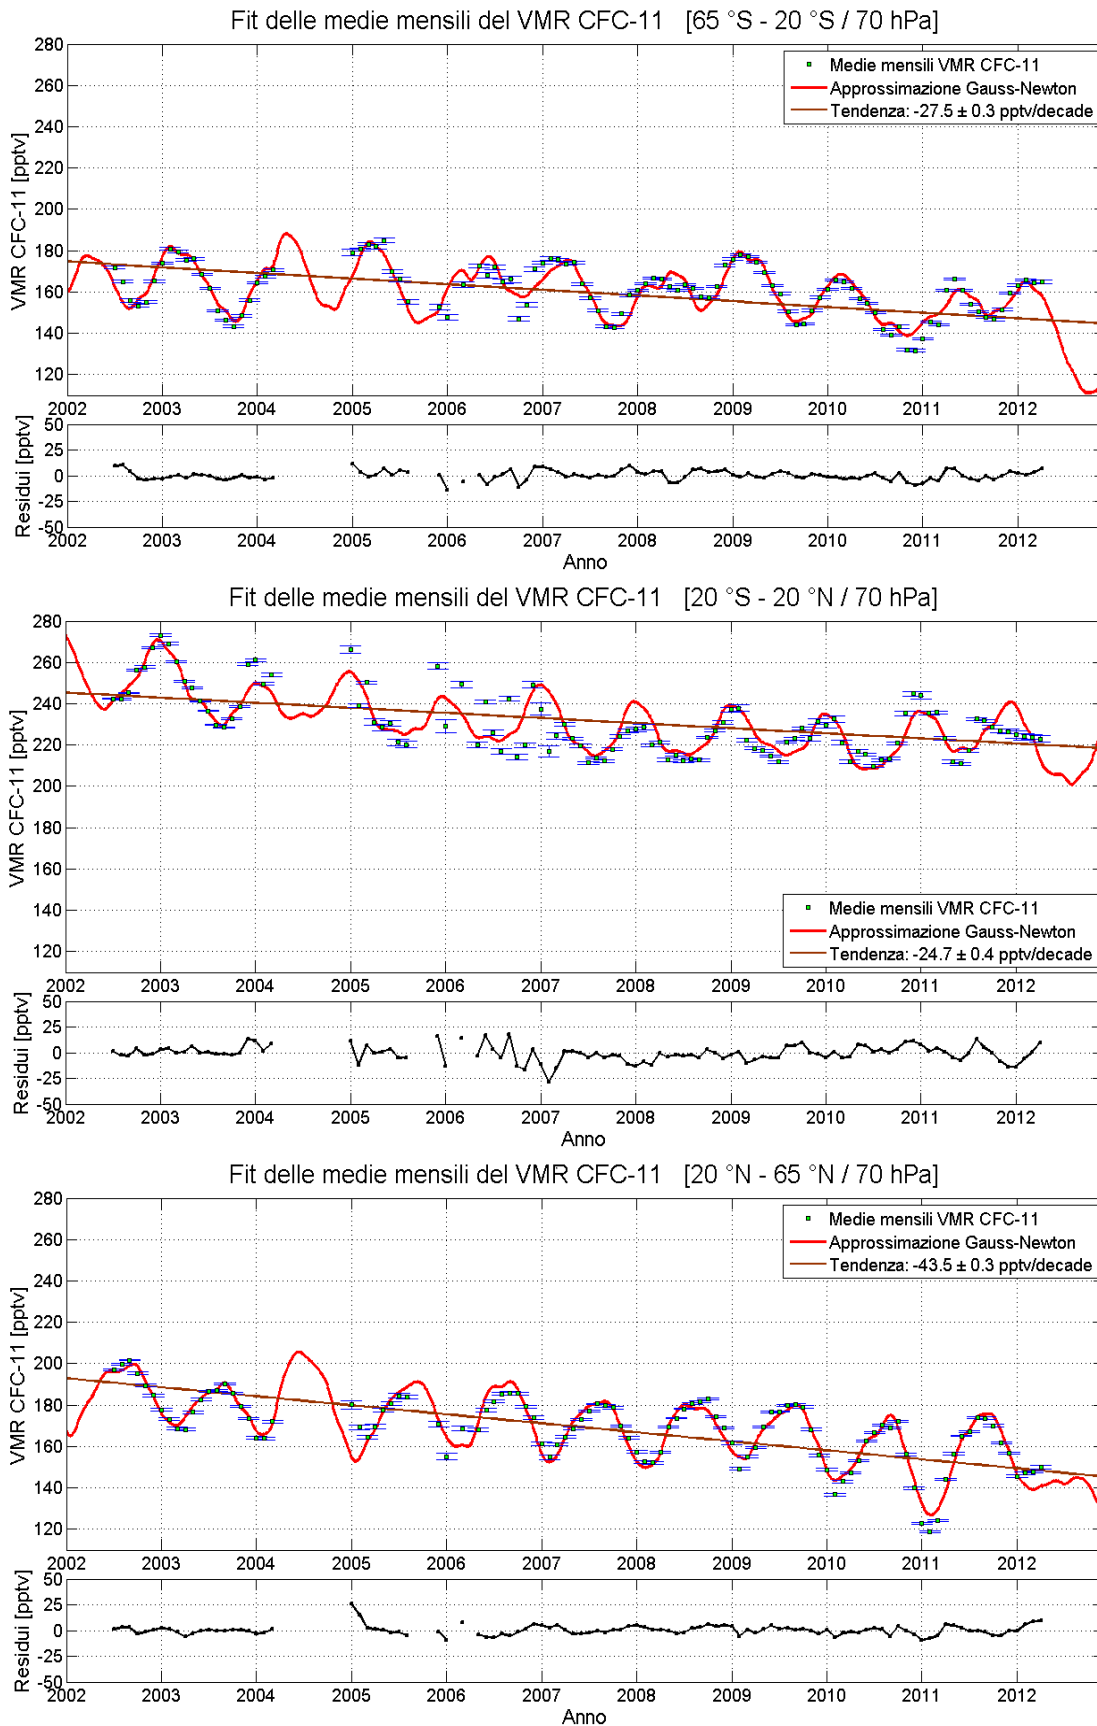 Fit delle medie mensili del VMR CFC-11 [65 °S - 20 °S / 70 hPa]
280
260
240
220
200
180
160
140
120
VMR CFC-11 [pptv]
Medie mensili VMR CFC-11
Approssimazione Gauss-Newton
Tendenza: -27.5 ± 0.3 pptv/decade
2002 2003 2004 2005 2006 2007 2008 2009 2010 2011 2012
50
25
0
-25
-50
Residui [pptv]
2002 2003 2004 2005 2006 2007 2008 2009 2010 2011 2012
Anno
Fit delle medie mensili del VMR CFC-11 [20 °S - 20 °N / 70 hPa]
280
260
240
220
200
180
160
140
120
VMR CFC-11 [pptv]
Medie mensili VMR CFC-11
Approssimazione Gauss-Newton
Tendenza: -24.7 ± 0.4 pptv/decade
2002 2003 2004 2005 2006 2007 2008 2009 2010 2011 2012
50
25
0
-25
-50
Residui [pptv]
2002 2003 2004 2005 2006 2007 2008 2009 2010 2011 2012
Anno
Fit delle medie mensili del VMR CFC-11 [20 °N - 65 °N / 70 hPa]
280
260
240
220
200
180
160
140
120
VMR CFC-11 [pptv]
Medie mensili VMR CFC-11
Approssimazione Gauss-Newton
Tendenza: -43.5 ± 0.3 pptv/decade
2002 2003 2004 2005 2006 2007 2008 2009 2010 2011 2012
50
25
0
-25
-50
Residui [pptv]
2002 2003 2004 2005 2006 2007 2008 2009 2010 2011 2012
Anno